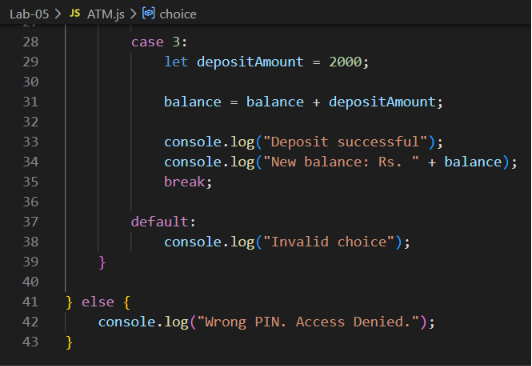 Lab-05 > JS ATM.js > choice
28 case 3:
29 let depositAmount = 2000;
30
31 balance = balance + depositAmount;
32
33 console.log("Deposit successful");
34 console.log("New balance: Rs. " + balance);
35 break;
36
37 default:
38 console.log("Invalid choice");
39 }
40
41 } else {
42 console.log("Wrong PIN. Access Denied.");
43 }